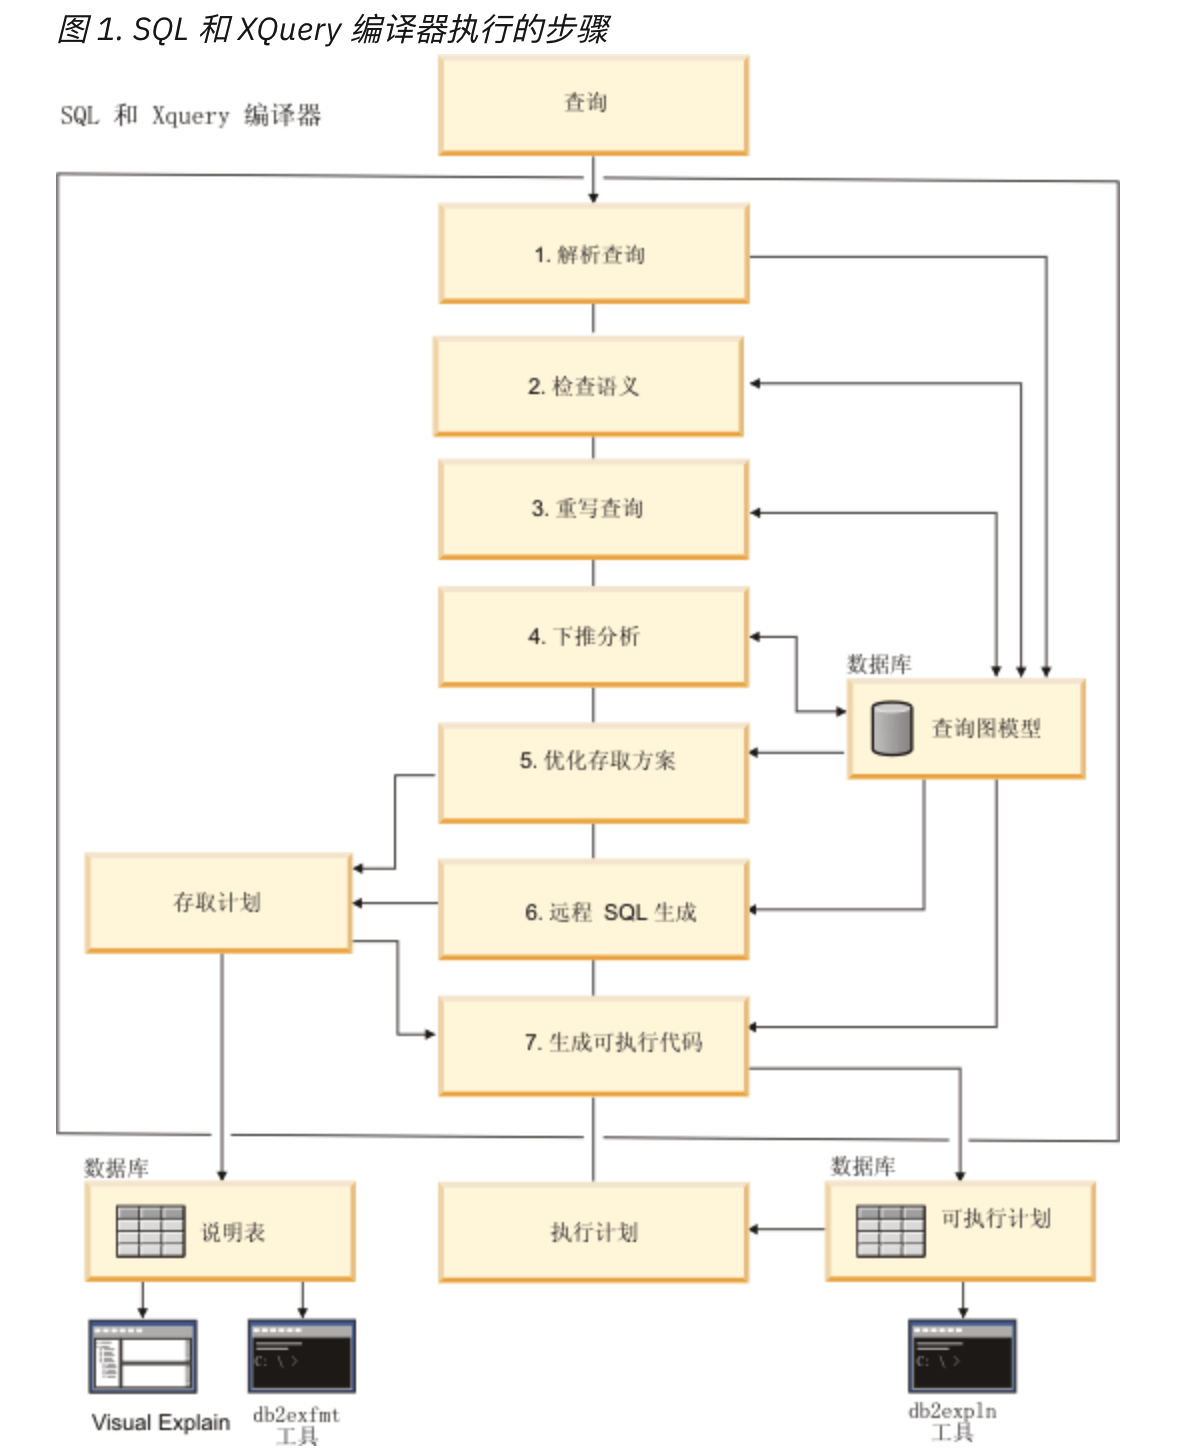 图 1. SQL 和 XQuery 编译器执行的步骤
查询
SQL 和 Xquery 编译器
1. 解析查询
2. 检查语义
3. 重写查询
4. 下推分析
数据库
查询图模型
5. 优化存取方案
存取计划
6. 远程 SQL 生成
7. 生成可执行代码
数据库
说明表
执行计划
数据库
可执行计划
C: \ >
C: \ >
Visual Explain
db2exfmt
工具
db2expln
工具